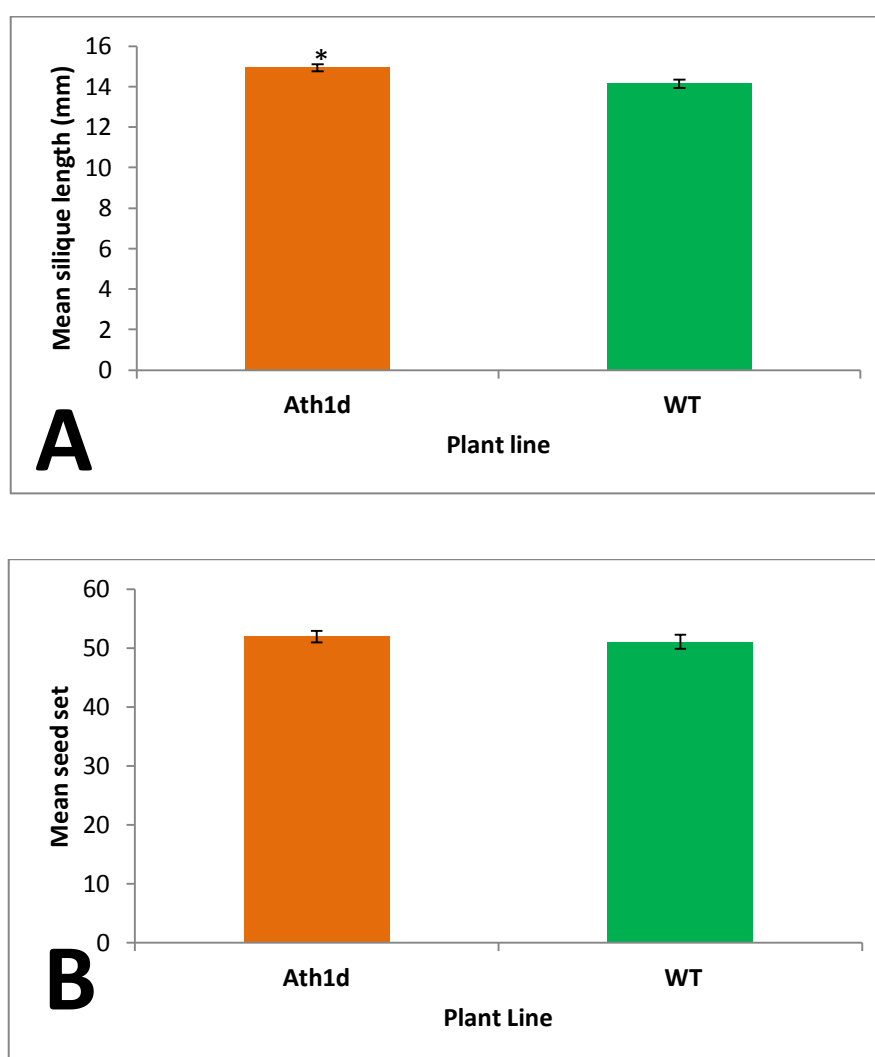 Mean silique length (mm)
16
14
12
10
8
6
4
2
0
*
Ath1d
WT
Plant line
A
Mean seed set
60
50
40
30
20
10
0
Ath1d
WT
Plant Line
B